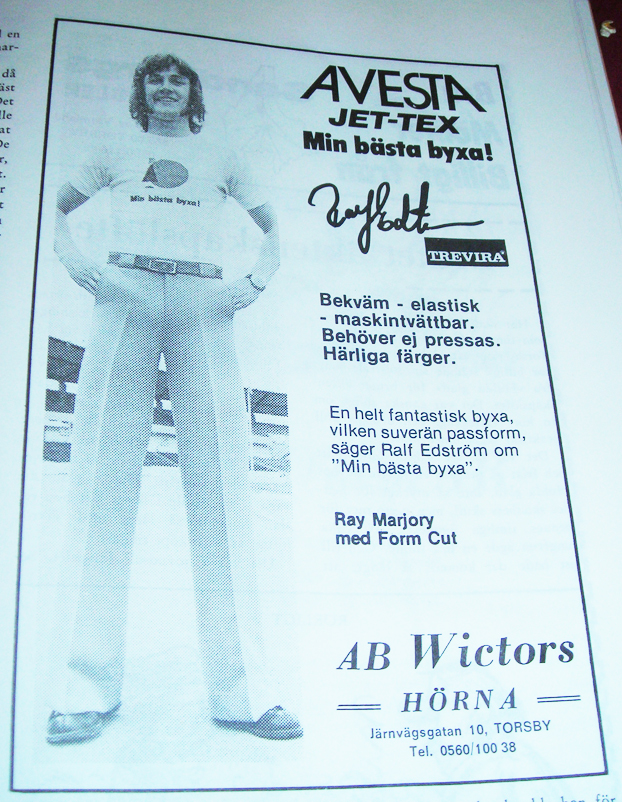 AVESTA
JET-TEX
Min bästa byxa!
Min bästa byxa!
Ralf Edström
TREVIRA
Bekväm - elastisk
- maskintvättbar.
Behöver ej pressas.
Härliga färger.
En helt fantastisk byxa,
vilken suverän passform,
säger Ralf Edström om
"Min bästa byxa".
Ray Marjory
med Form Cut
AB Wictors
HÖRNA
Järnvägsgatan 10, TORSBY
Tel. 0560/100 38